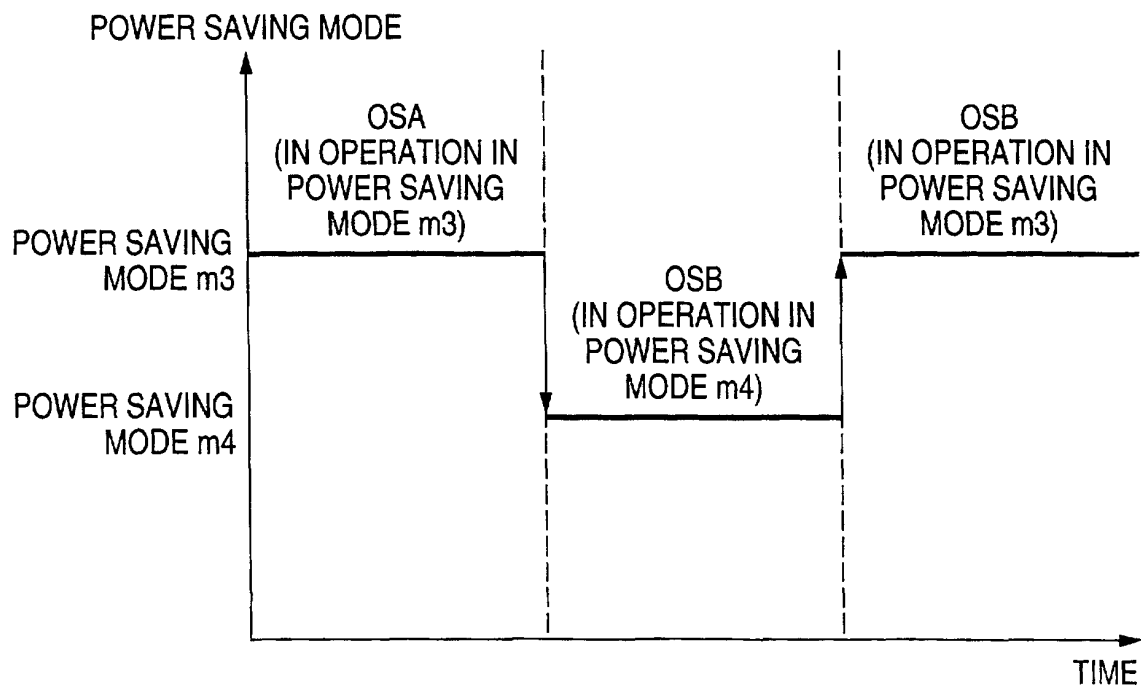 POWER SAVING MODE
OSA
(IN OPERATION IN
POWER SAVING
MODE m3)
OSB
(IN OPERATION IN
POWER SAVING
MODE m3)
POWER SAVING
MODE m3
OSB
(IN OPERATION IN
POWER SAVING
MODE m4)
POWER SAVING
MODE m4
TIME